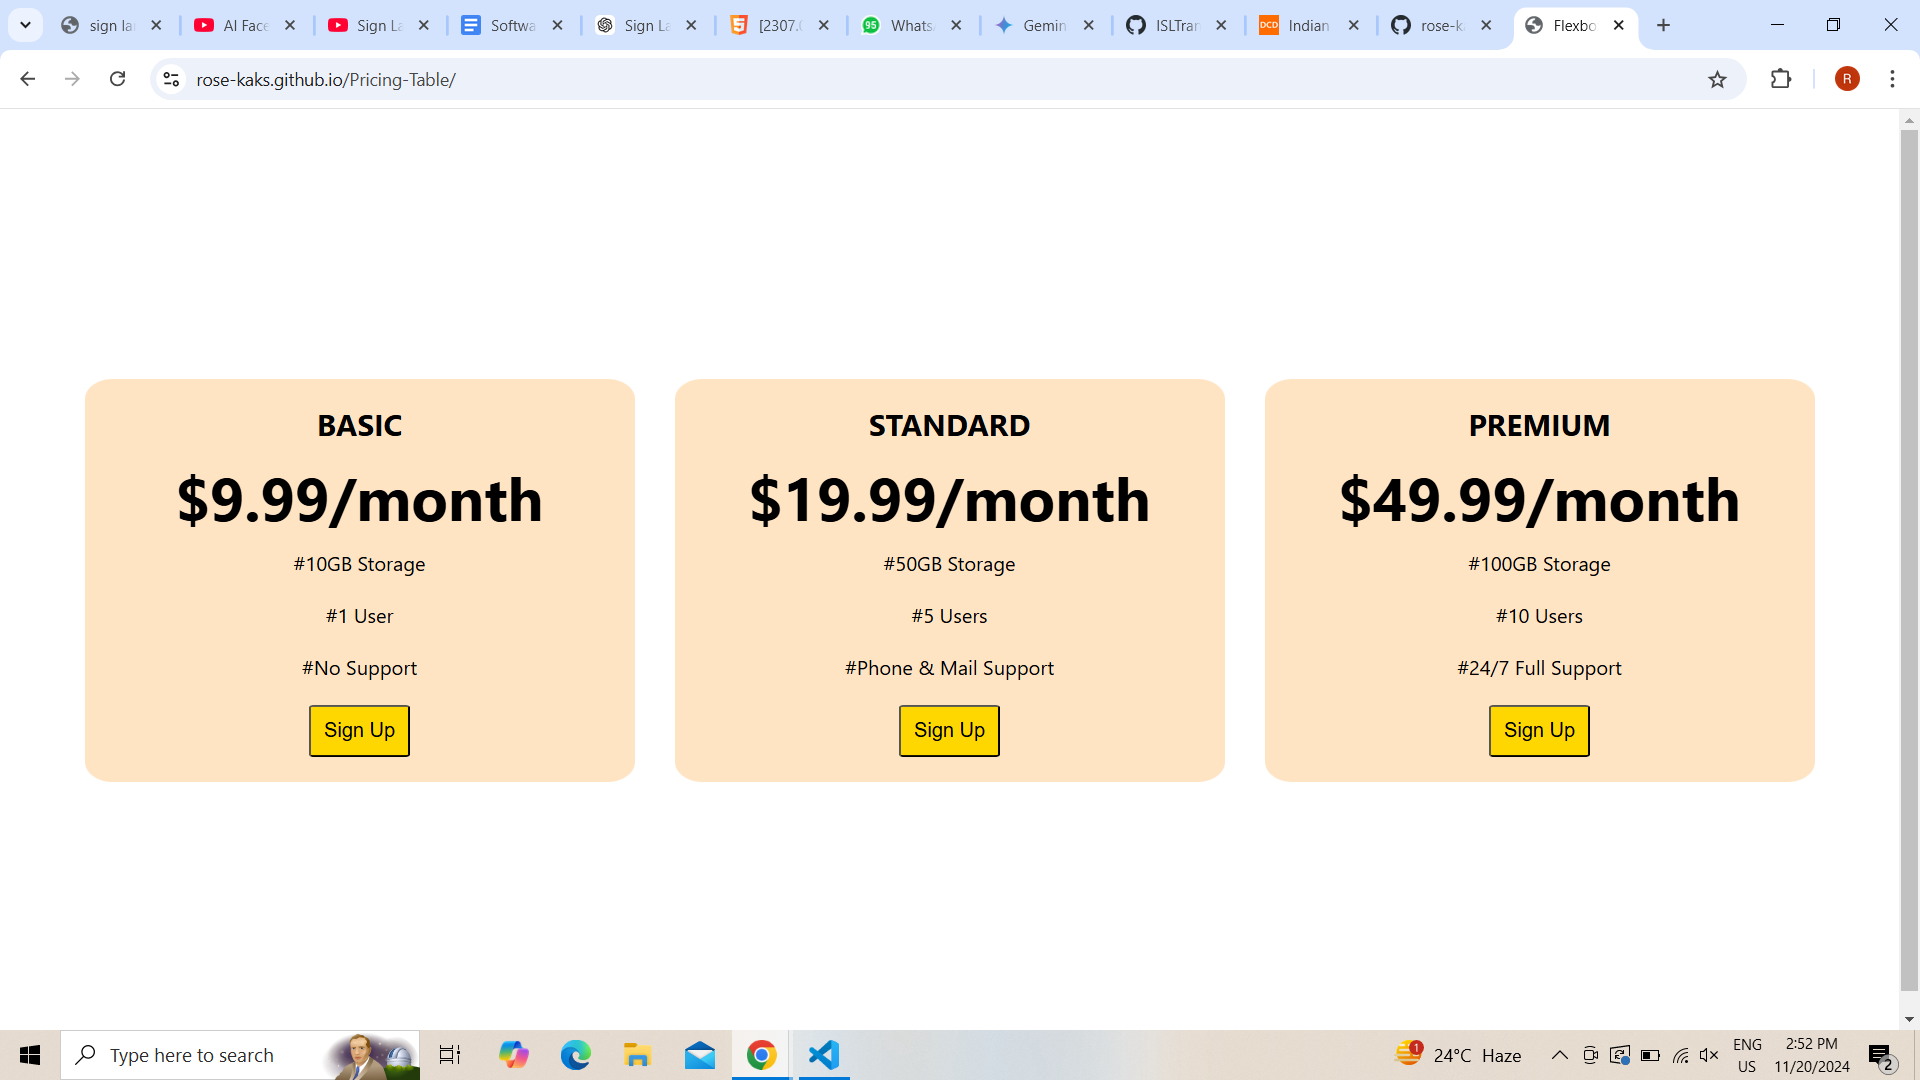 sign la
AI Face
Sign La
Softwa
Sign La
[2307.0
95
Whats
Gemin
ISLTran
DCD
Indian
rose-k
Flexbo
rose-kaks.github.io/Pricing-Table/
R
BASIC
$9.99/month
#10GB Storage
#1 User
#No Support
Sign Up
STANDARD
$19.99/month
#50GB Storage
#5 Users
#Phone & Mail Support
Sign Up
PREMIUM
$49.99/month
#100GB Storage
#10 Users
#24/7 Full Support
Sign Up
Type here to search
1
24°C Haze
ENG
US
2:52 PM
11/20/2024
2